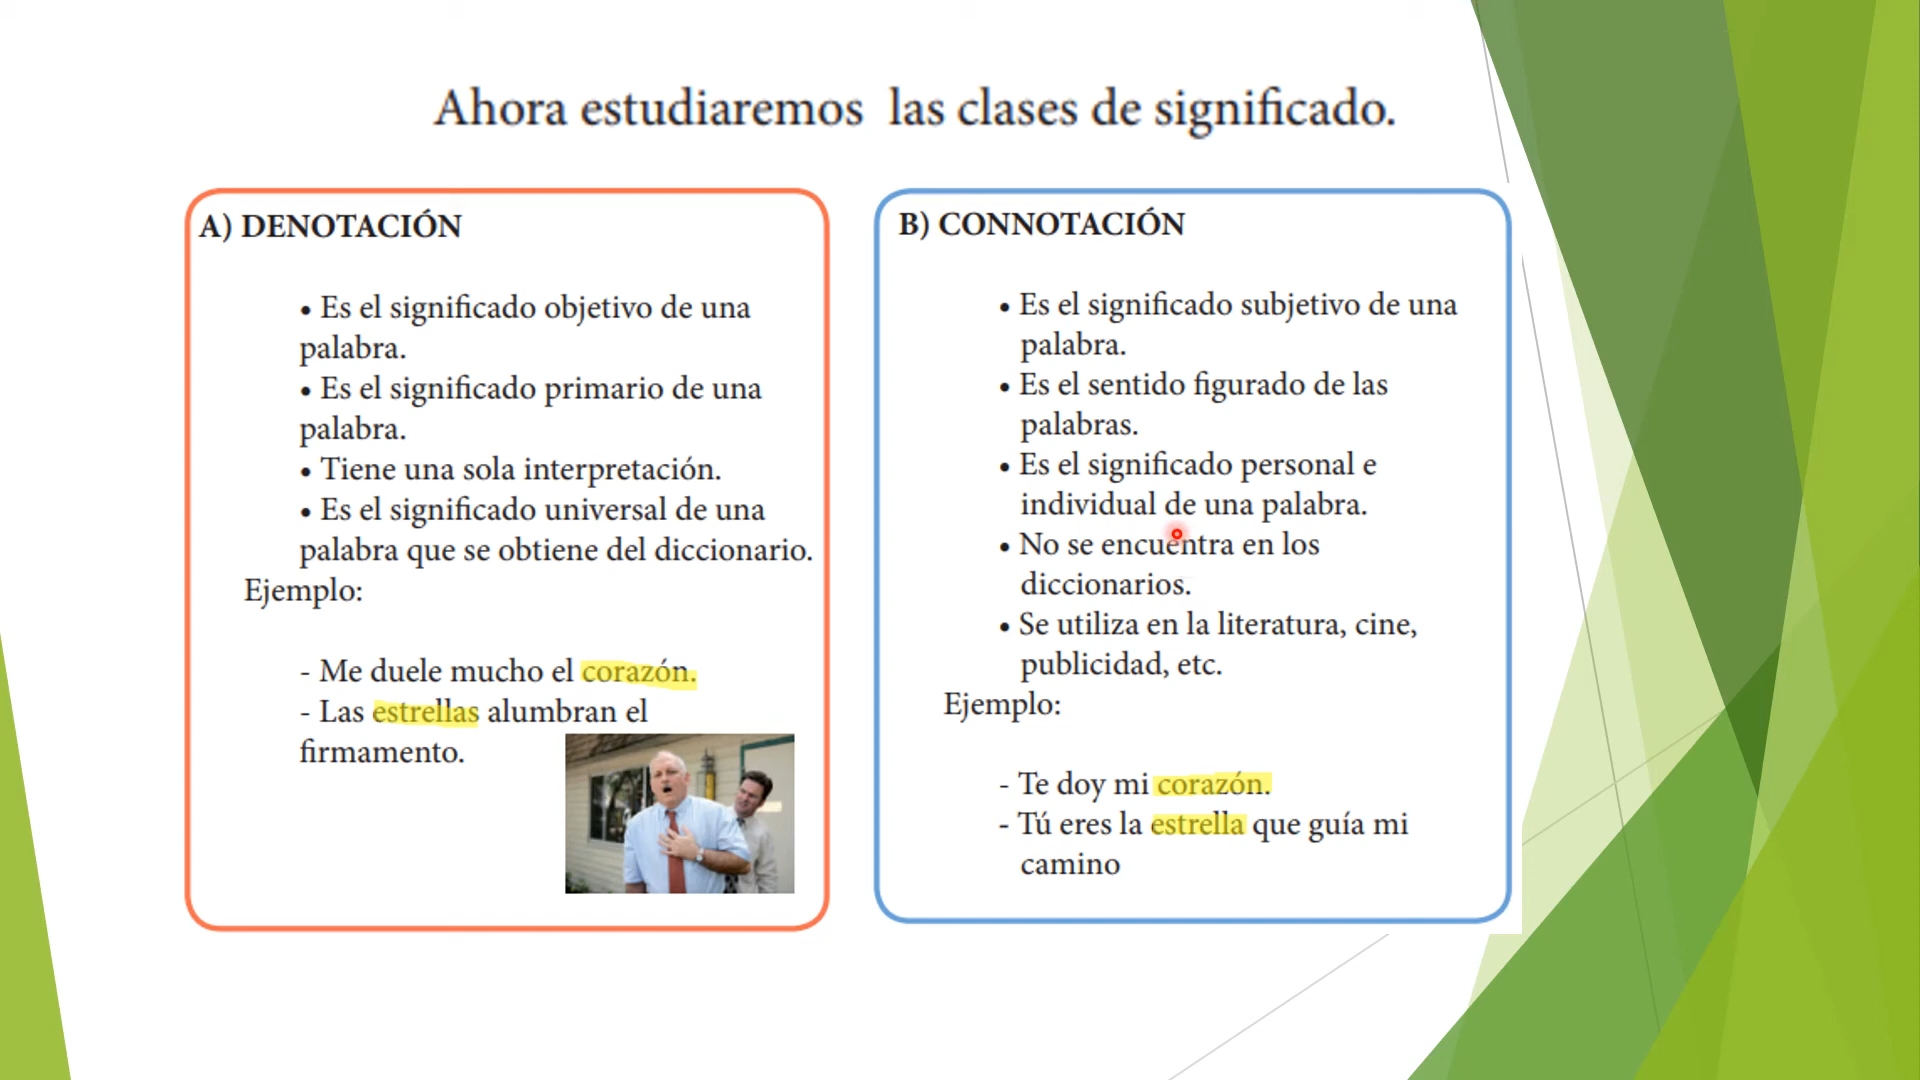 Ahora estudiaremos las clases de significado.
A) DENOTACIÓN
• Es el significado objetivo de una
palabra.
• Es el significado primario de una
palabra.
• Tiene una sola interpretación.
• Es el significado universal de una
palabra que se obtiene del diccionario.
Ejemplo:
- Me duele mucho el corazón.
- Las estrellas alumbran el
firmamento.
B) CONNOTACIÓN
• Es el significado subjetivo de una
palabra.
• Es el sentido figurado de las
palabras.
• Es el significado personal e
individual de una palabra.
• No se encuentra en los
diccionarios.
• Se utiliza en la literatura, cine,
publicidad, etc.
Ejemplo:
- Te doy mi corazón.
- Tú eres la estrella que guía mi
camino